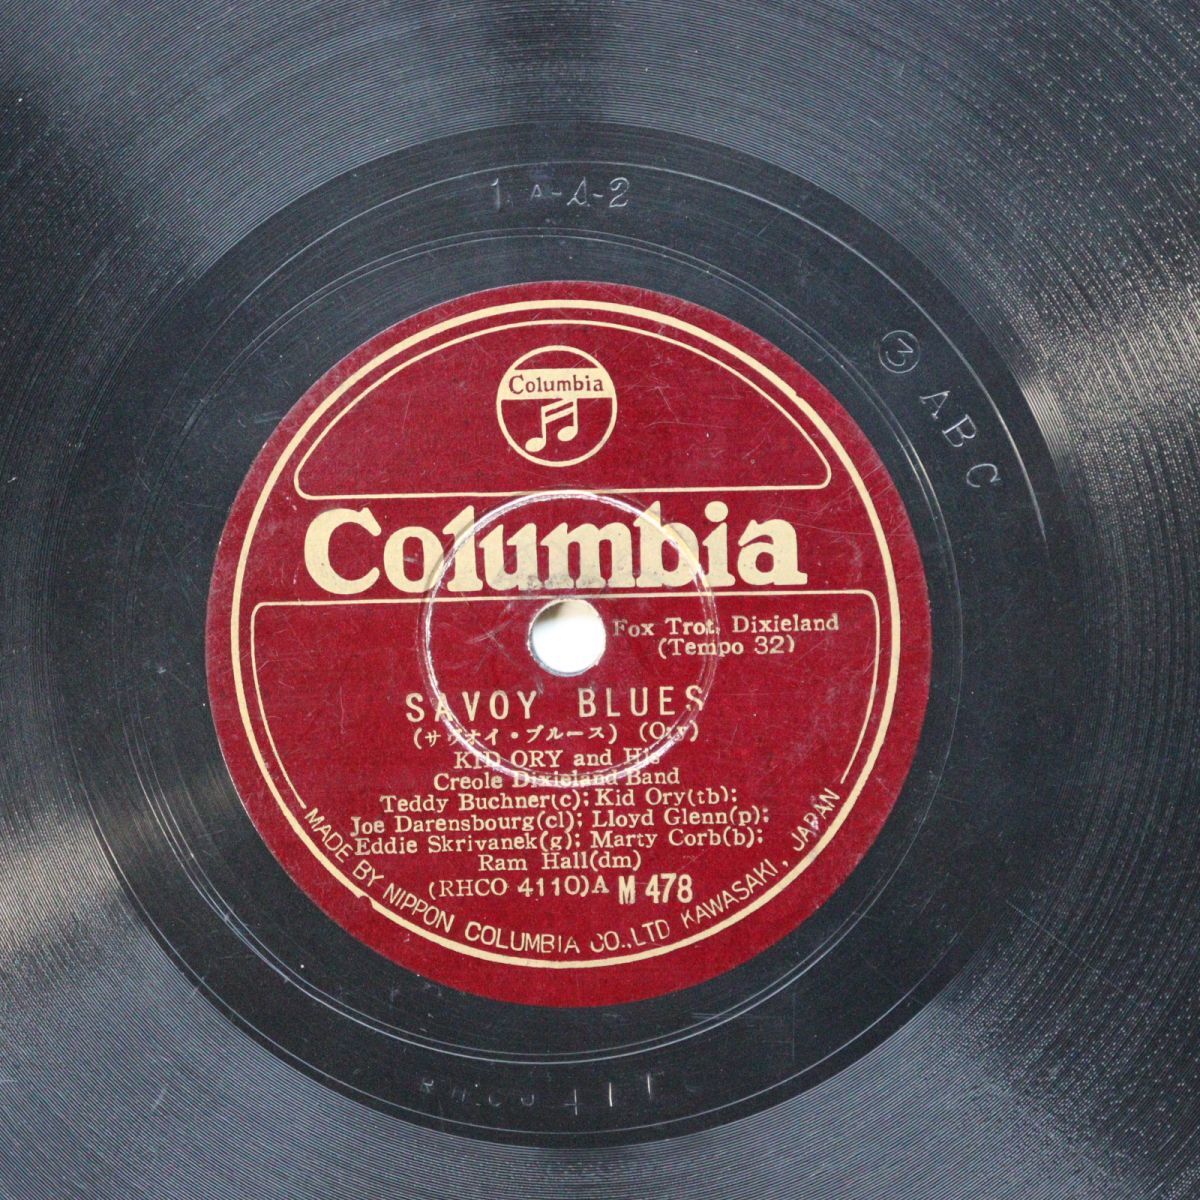 1 A-A-2
③ ABC
Columbia
Columbia
Fox Trot, Dixieland
(Tempo 32)
SAVOY BLUES
(サヴォイ・ブルース) (Ory)
KID ORY and His
Creole Dixieland Band
Teddy Buchner(c); Kid Ory(tb);
Joe Darensbourg(cl); Lloyd Glenn(p);
Eddie Skrivanek(g); Marty Corb(b);
Ram Hall(dm)
(RHCO 4110)A M 478
MADE BY NIPPON COLUMBIA CO.,LTD KAWASAKI, JAPAN